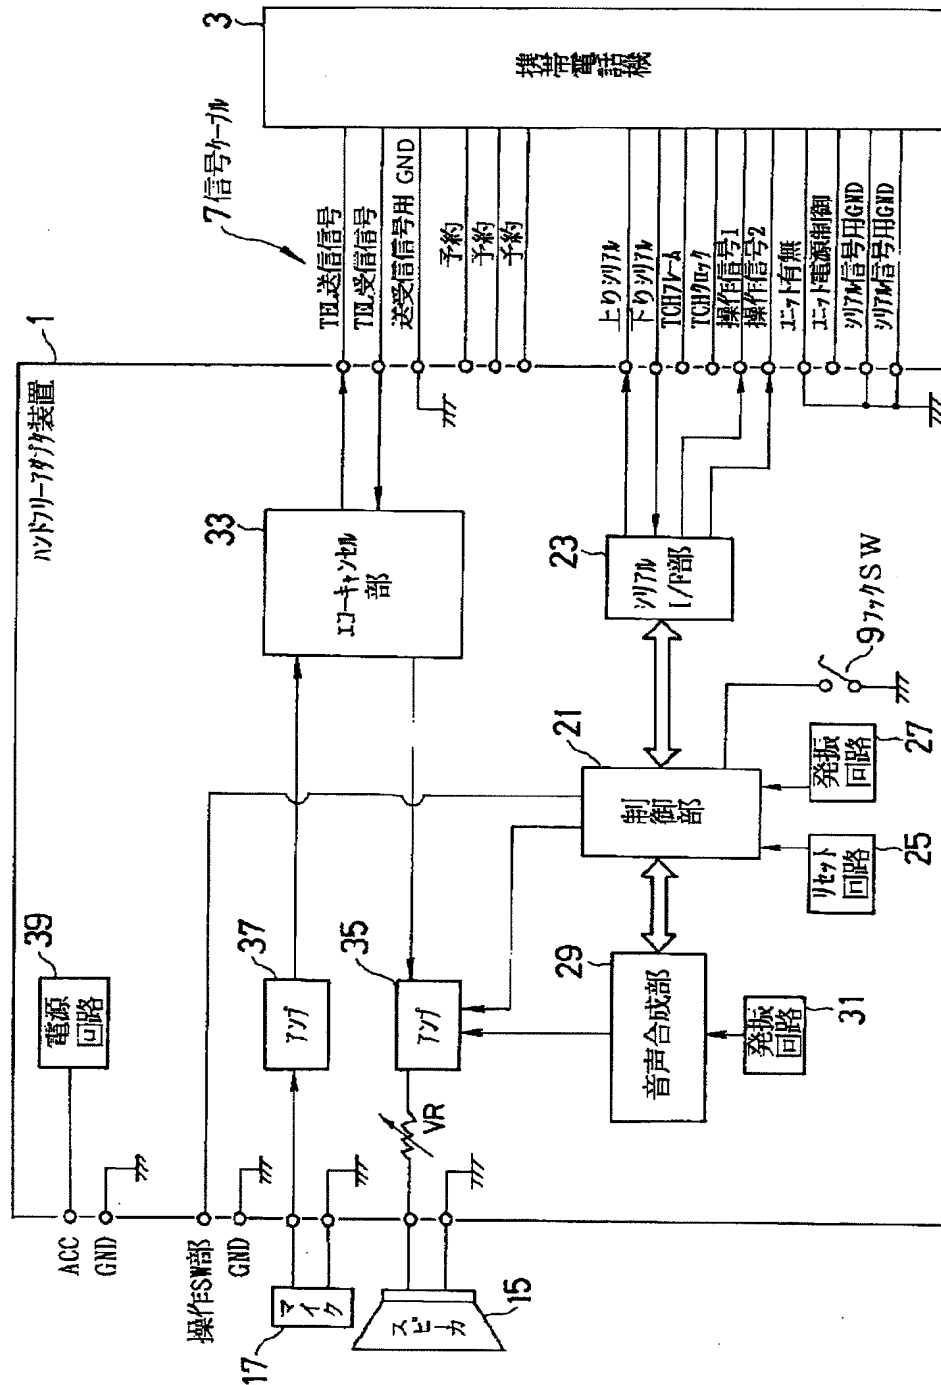 ハンドフリーアダプタ装置
1
7 信号ケーブル
3
携帯電話機
ACC
GND
39
電源
回路
操作SW部
GND
17
マイク
37
アンプ
33
エコーキャンセル
部
TEL送信信号
TEL受信信号
送受信信号用 GND
予約
予約
予約
15
スピーカ
VR
35
アンプ
29
音声合成部
31
発振
回路
21
制御部
25
リセット
回路
27
発振
回路
9 フックSW
23
シリアル
I/F部
上りシリアル
下りシリアル
TCHフレーム
TCHクロック
操作信号1
操作信号2
ユニット有無
ユニット電源制御
シリアル信号用GND
シリアル信号用GND